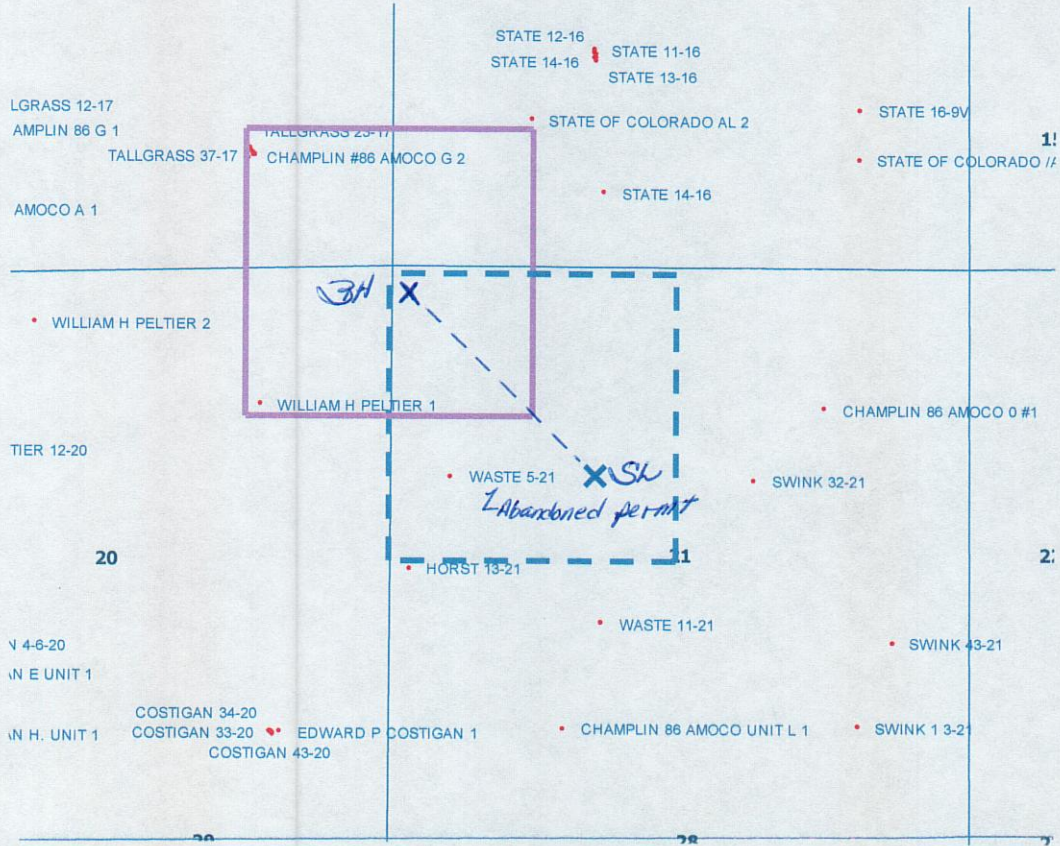 STATE 12-16
STATE 11-16
STATE 14-16
STATE 13-16
LGRASS 12-17
AMPLIN 86 G 1
TALLGRASS 23-17
TALLGRASS 37-17
CHAMPLIN #86 AMOCO G 2
STATE OF COLORADO AL 2
STATE 16-9V
STATE OF COLORADO /A
STATE 14-16
AMOCO A 1
BH
WILLIAM H PELTIER 2
WILLIAM H PELTIER 1
CHAMPLIN 86 AMOCO 0 #1
TIER 12-20
WASTE 5-21
SL
SWINK 32-21
Abandoned permit
20
21
HORST 13-21
WASTE 11-21
N 4-6-20
SWINK 43-21
N E UNIT 1
COSTIGAN 34-20
N H. UNIT 1
COSTIGAN 33-20
EDWARD P COSTIGAN 1
CHAMPLIN 86 AMOCO UNIT L 1
SWINK 1 3-21
COSTIGAN 43-20
28